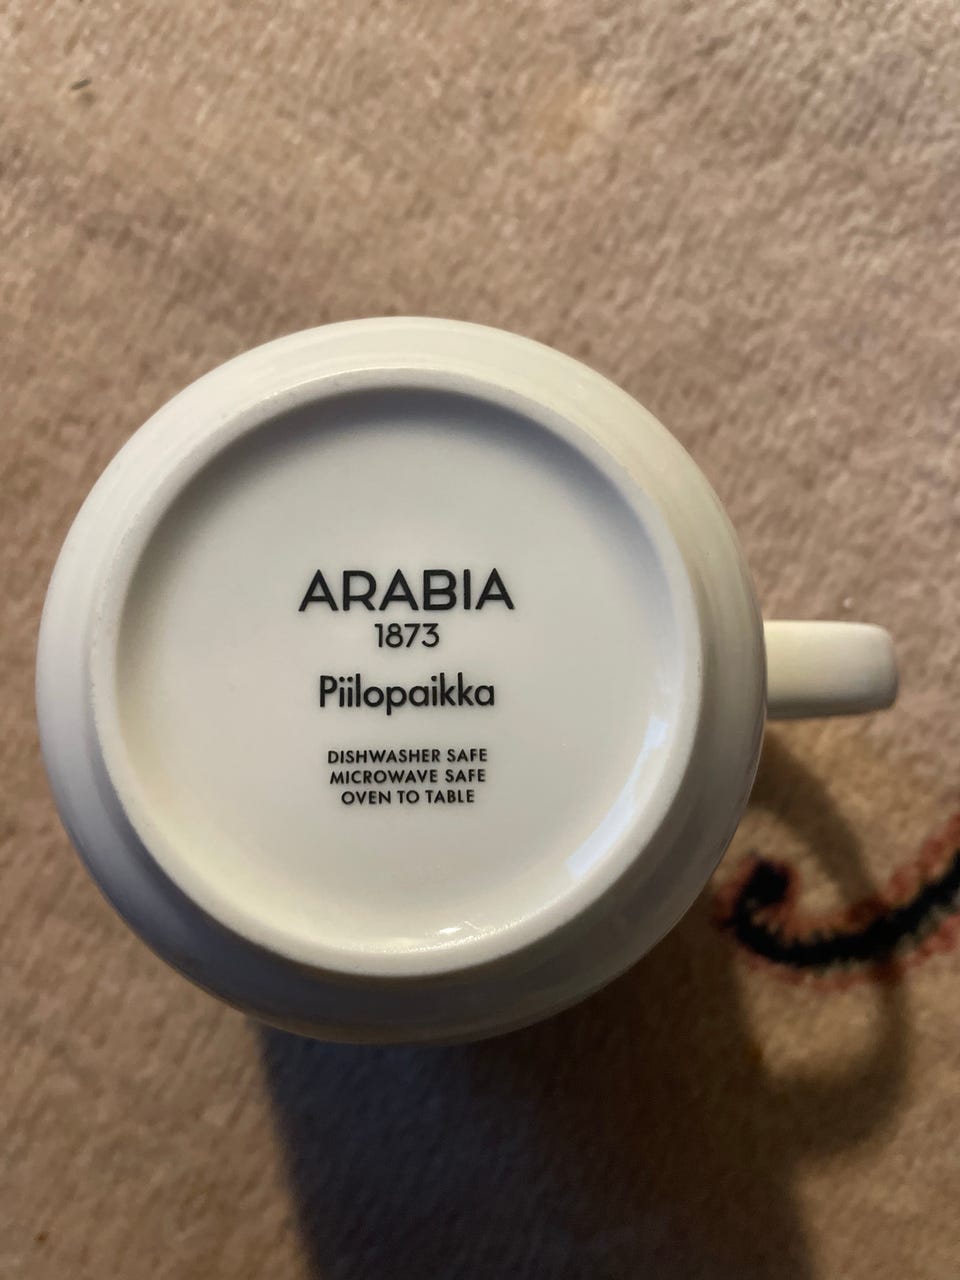 ARABIA
1873
Piilopaikka
DISHWASHER SAFE
MICROWAVE SAFE
OVEN TO TABLE